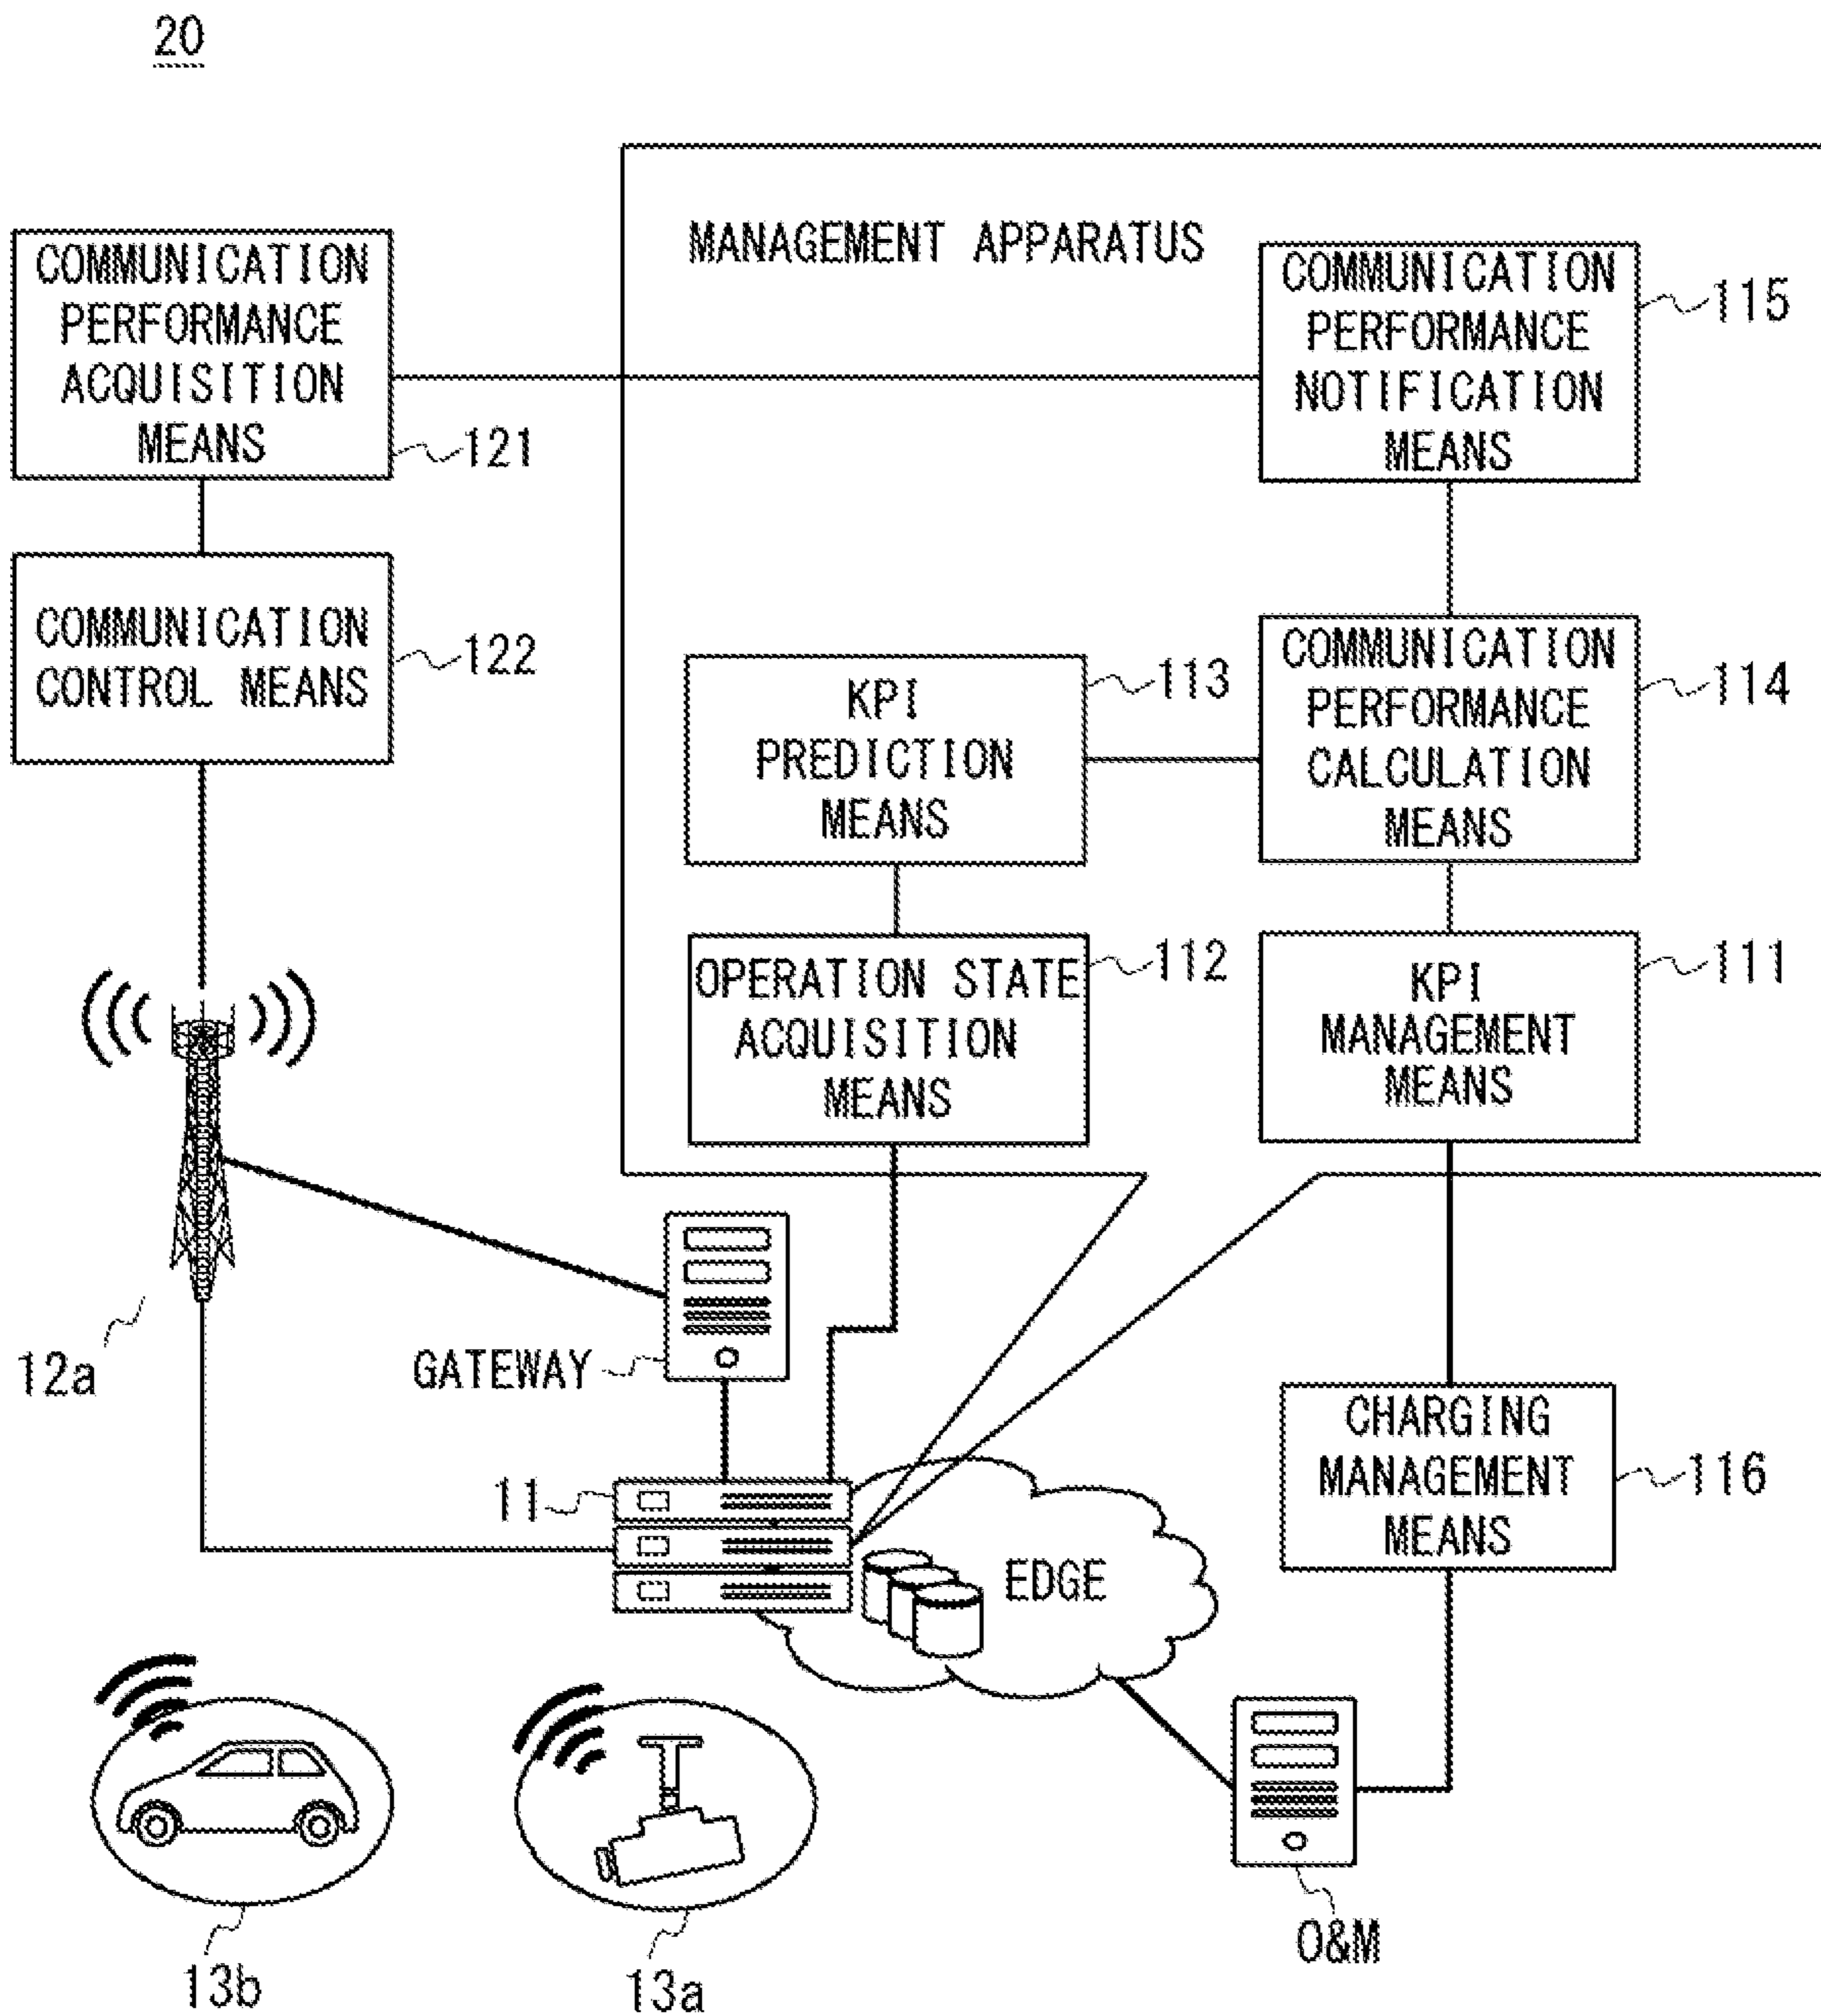 20
MANAGEMENT APPARATUS
COMMUNICATION
PERFORMANCE
ACQUISITION
MEANS
121
COMMUNICATION
PERFORMANCE
NOTIFICATION
MEANS
115
COMMUNICATION
CONTROL MEANS
122
KPI
PREDICTION
MEANS
113
COMMUNICATION
PERFORMANCE
CALCULATION
MEANS
114
OPERATION STATE
ACQUISITION
MEANS
112
KPI
MANAGEMENT
MEANS
111
12a
GATEWAY
CHARGING
MANAGEMENT
MEANS
116
11
EDGE
13b
13a
O&M